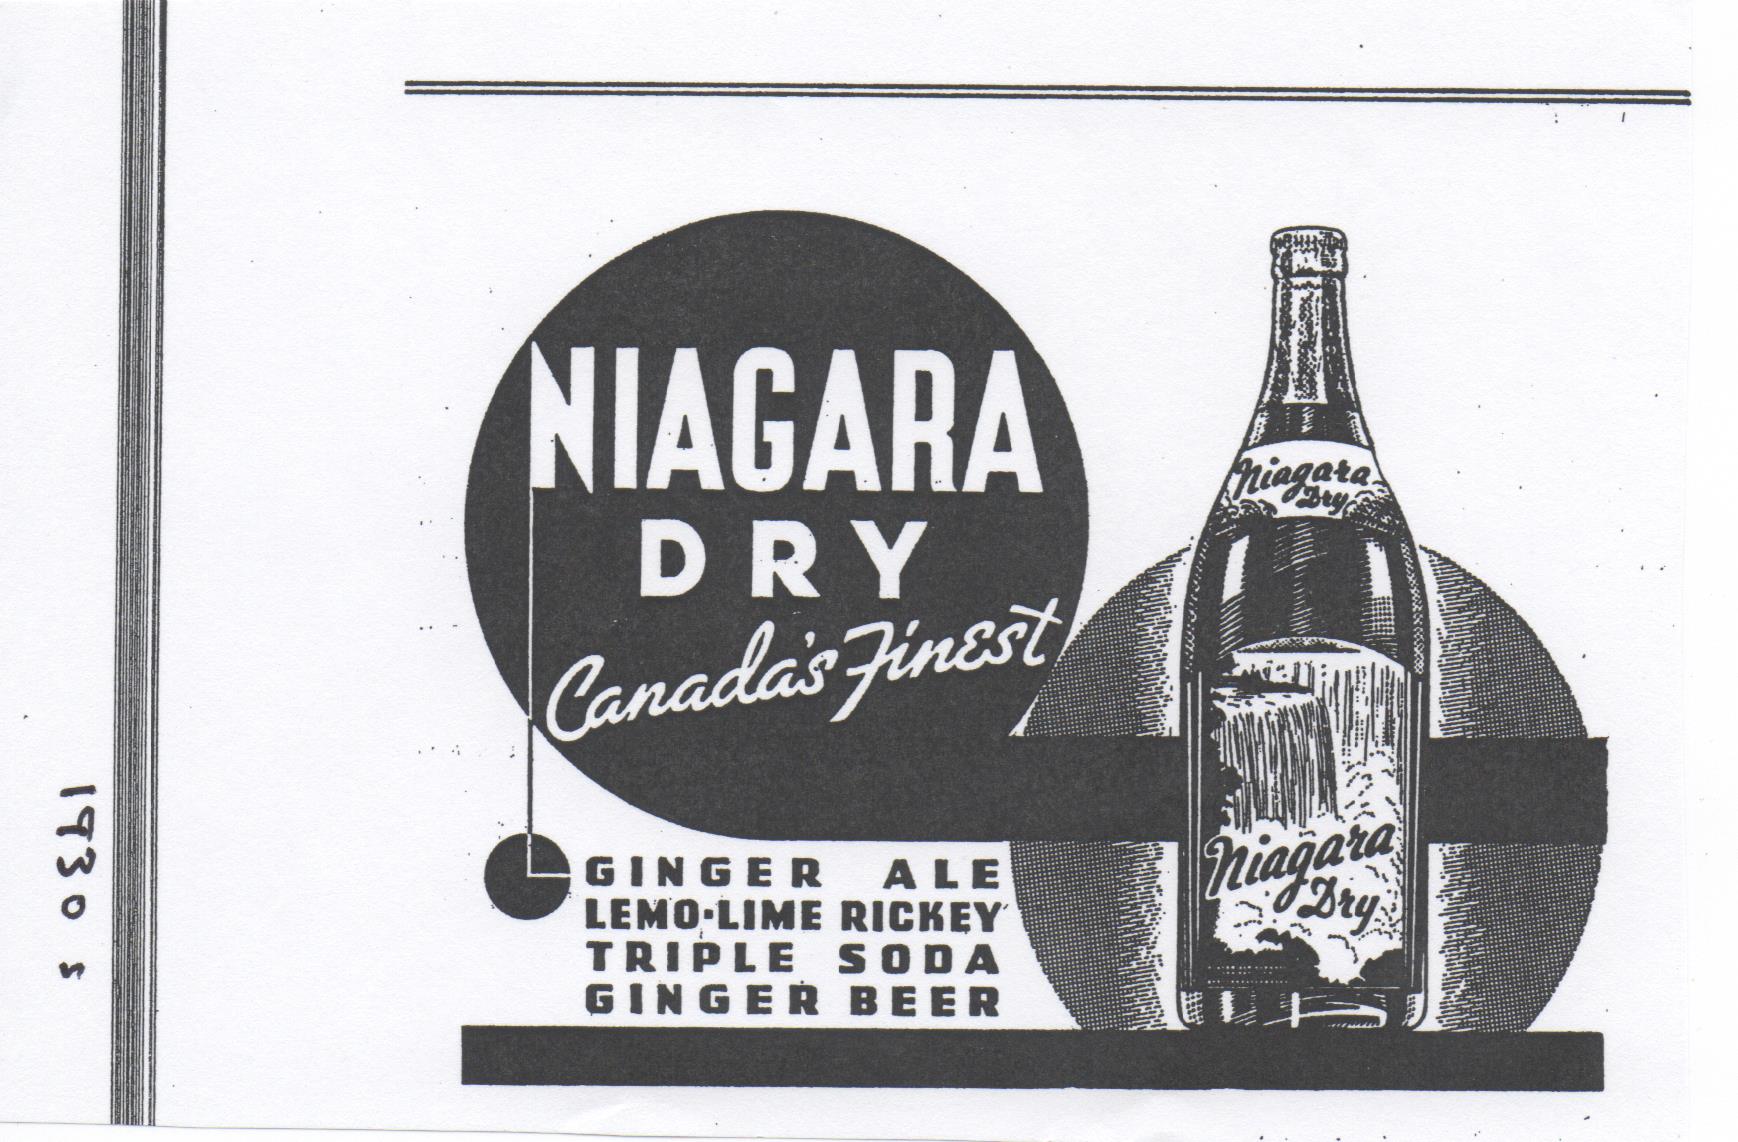 NIAGARA
DRY
Canada's Finest
GINGER ALE
LEMO-LIME RICKEY
TRIPLE SODA
GINGER BEER
Niagara
Dry
Niagara
Dry
1930s